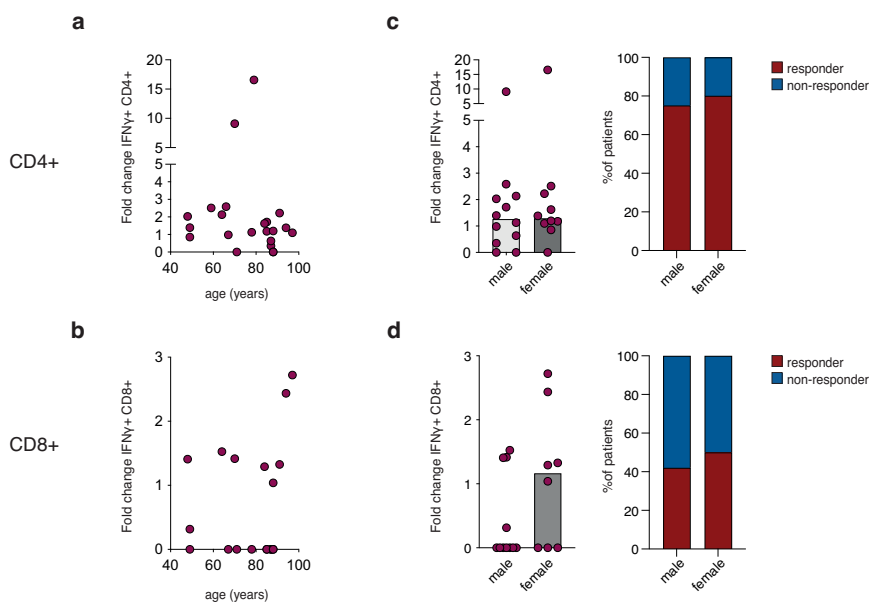 a
Fold change IFNγ+ CD4+
20
15
10
5
5
4
3
2
1
0
40 60 80 100
age (years)
c
Fold change IFNγ+ CD4+
20
15
10
5
5
4
3
2
1
0
male
female
%of patients
100
80
60
40
20
0
male
female
responder
non-responder
CD4+
b
Fold change IFNγ+ CD8+
3
2
1
0
40 60 80 100
age (years)
d
Fold change IFNγ+ CD8+
3
2
1
0
male
female
%of patients
100
80
60
40
20
0
male
female
responder
non-responder
CD8+